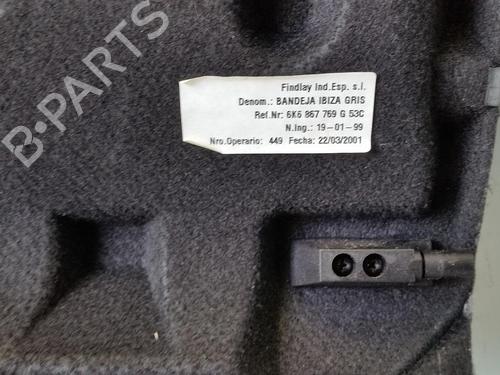 B-PARTS
Findlay Ind.Esp. s.l.
Denom.: BANDEJA IBIZA GRIS
Ref.Nr: 6K6 867 769 G 53C
N.Ing.: 19-01-99
Nro.Operario: 449 Fecha: 22/03/2001